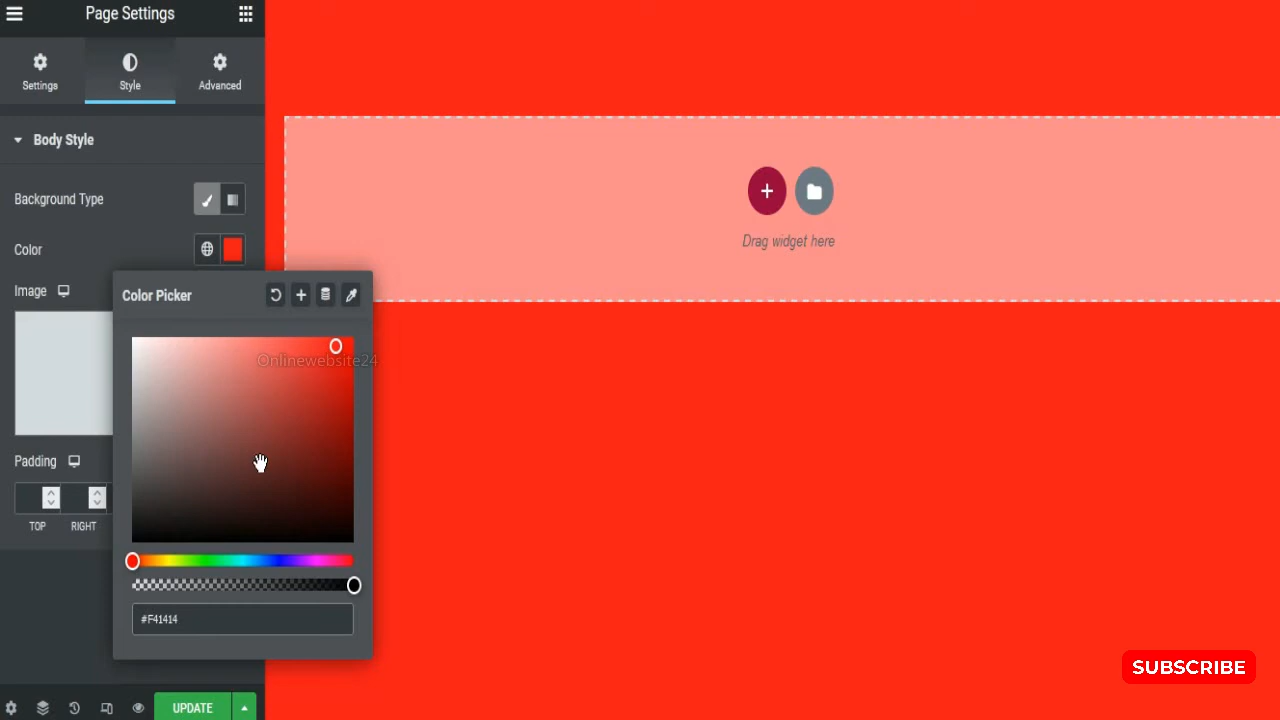 Page Settings
Settings
Style
Advanced
Body Style
Background Type
Color
Image
Color Picker
Onlinewebsite24
Drag widget here
Padding
TOP
RIGHT
#F41414
UPDATE
SUBSCRIBE